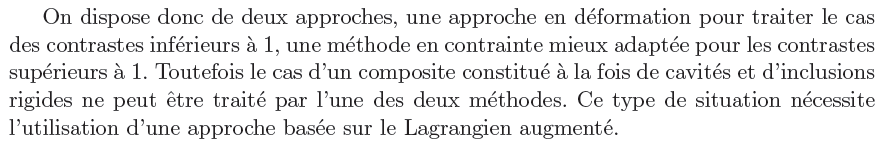 On dispose donc de deux approches, une approche en déformation pour traiter le cas
des contrastes inférieurs à 1, une méthode en contrainte mieux adaptée pour les contrastes
supérieurs à 1. Toutefois le cas d'un composite constitué à la fois de cavités et d'inclusions
rigides ne peut être traité par l'une des deux méthodes. Ce type de situation nécessite
l'utilisation d'une approche basée sur le Lagrangien augmenté.